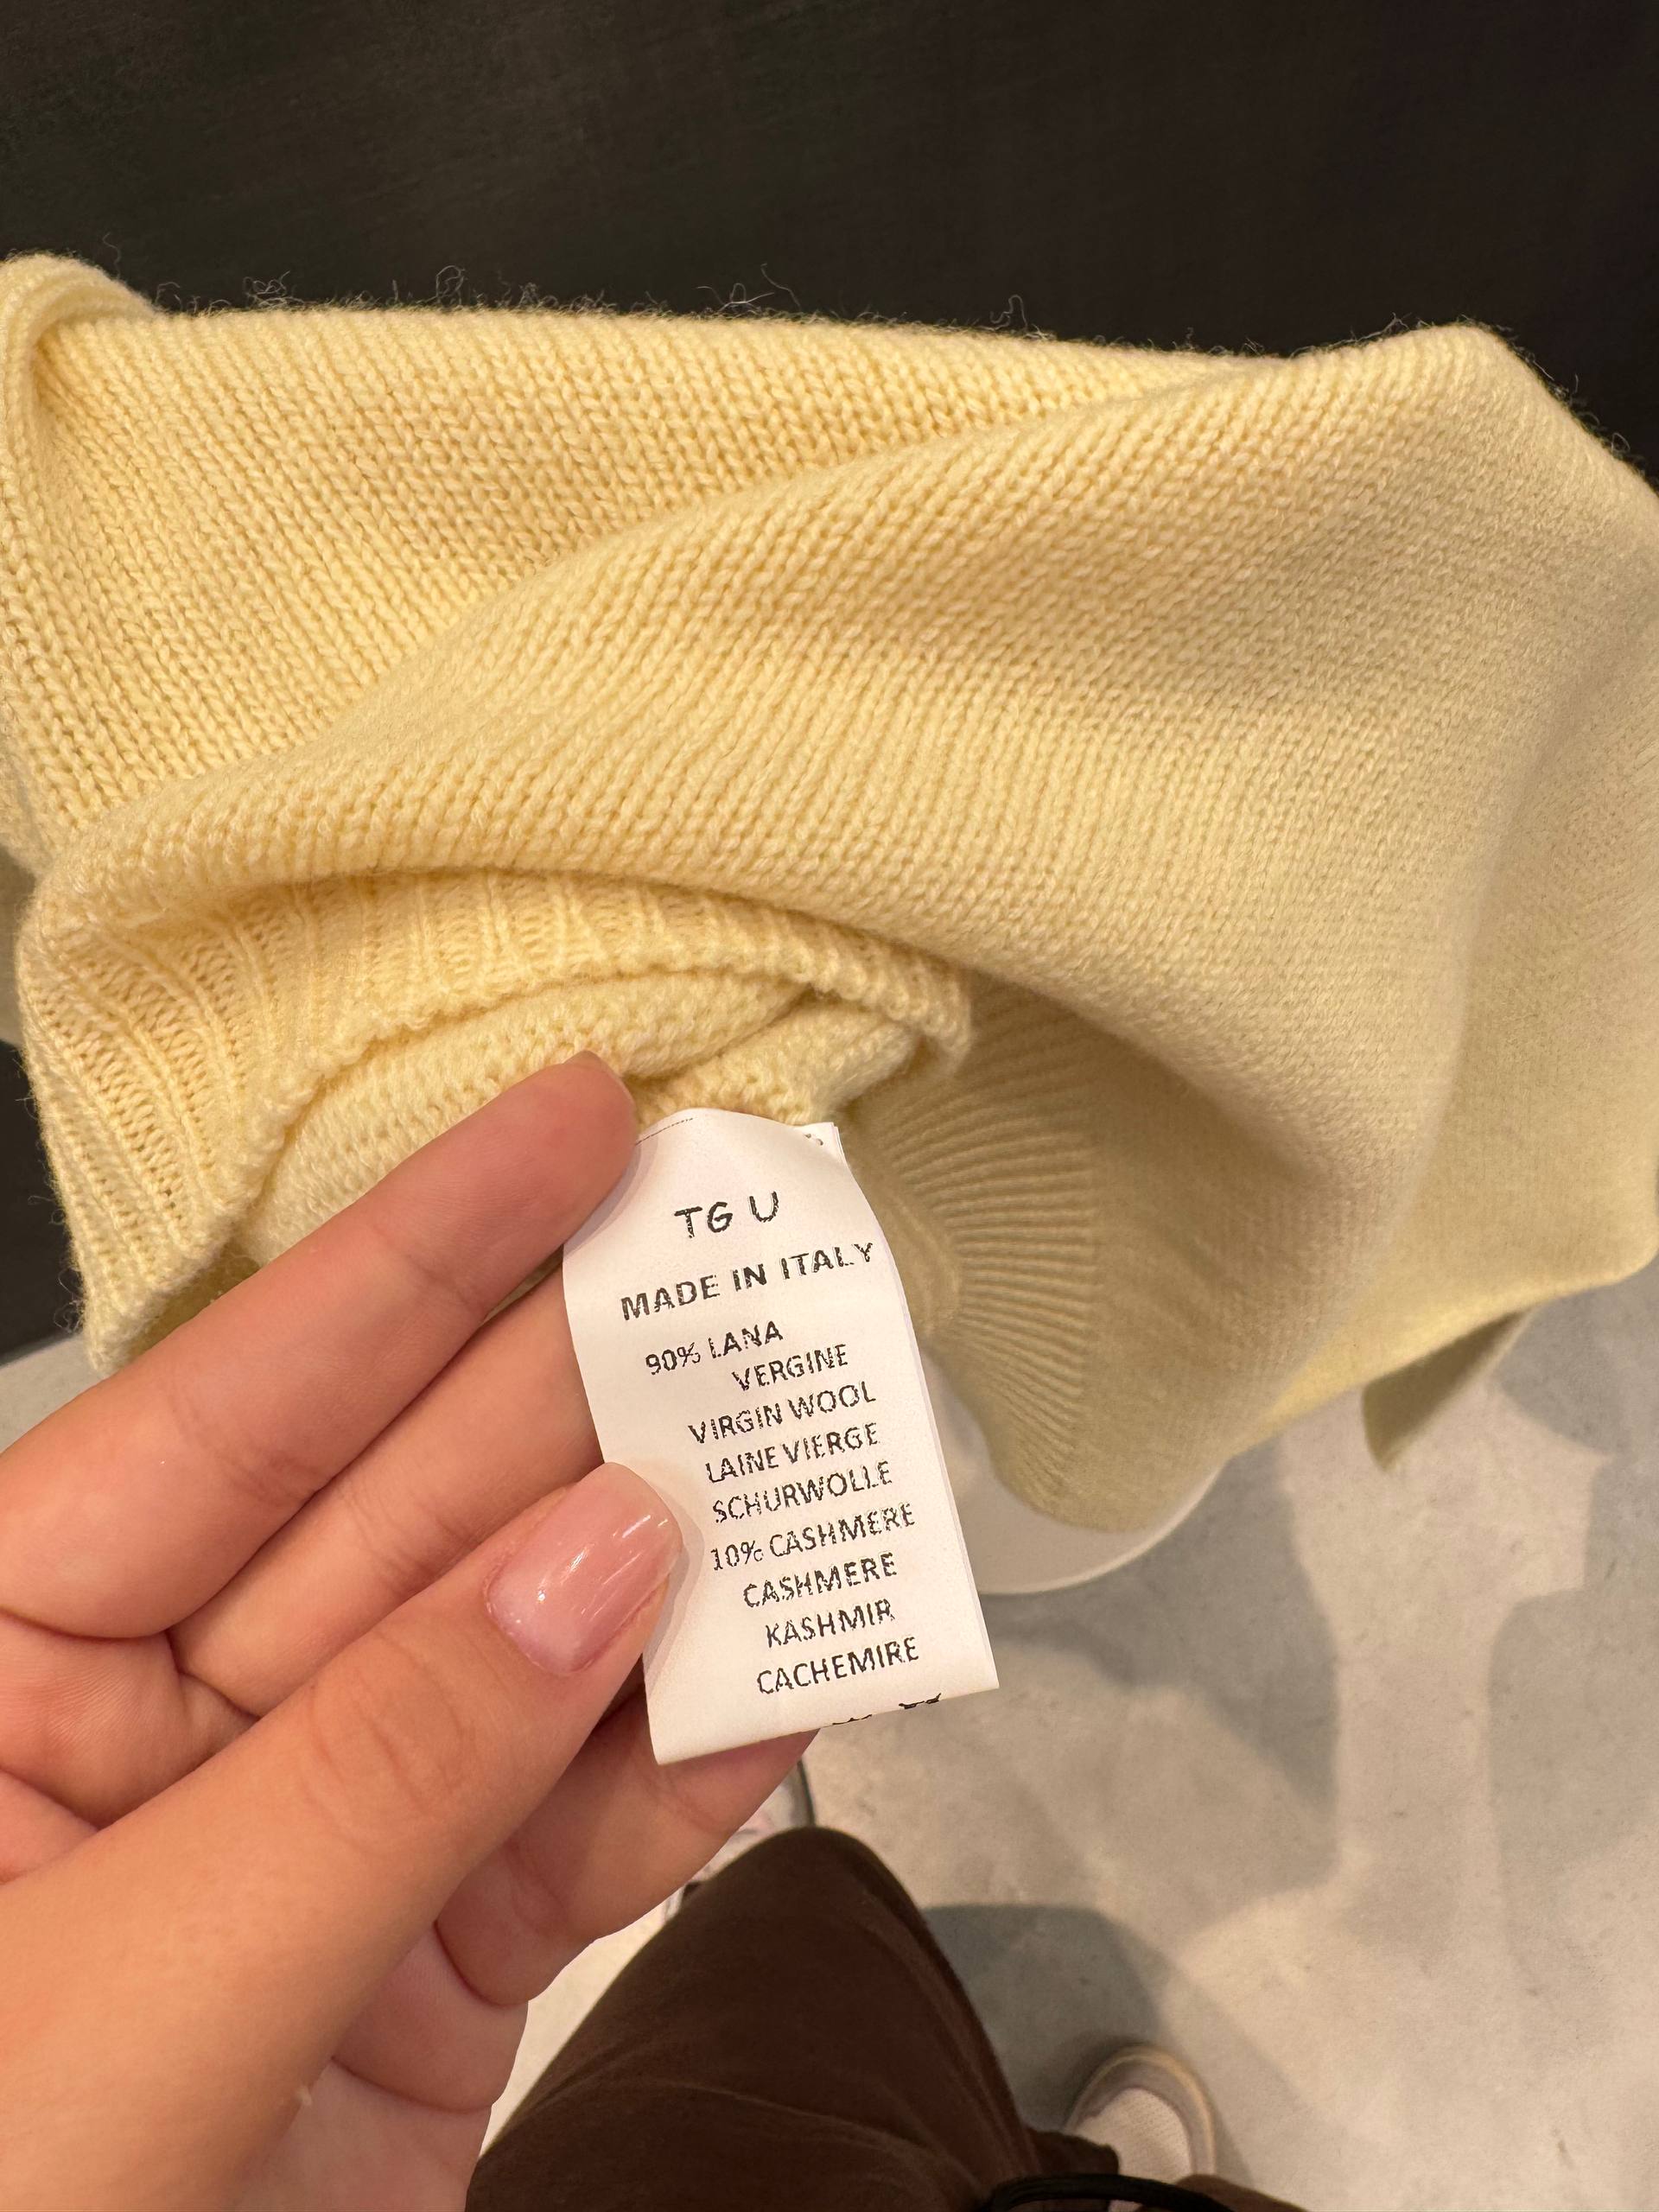 TG U
MADE IN ITALY
90% LANA
VERGINE
VIRGIN WOOL
LAINE VIERGE
SCHURWOLLE
10% CASHMERE
CASHMERE
KASHMIR
CACHEMIRE